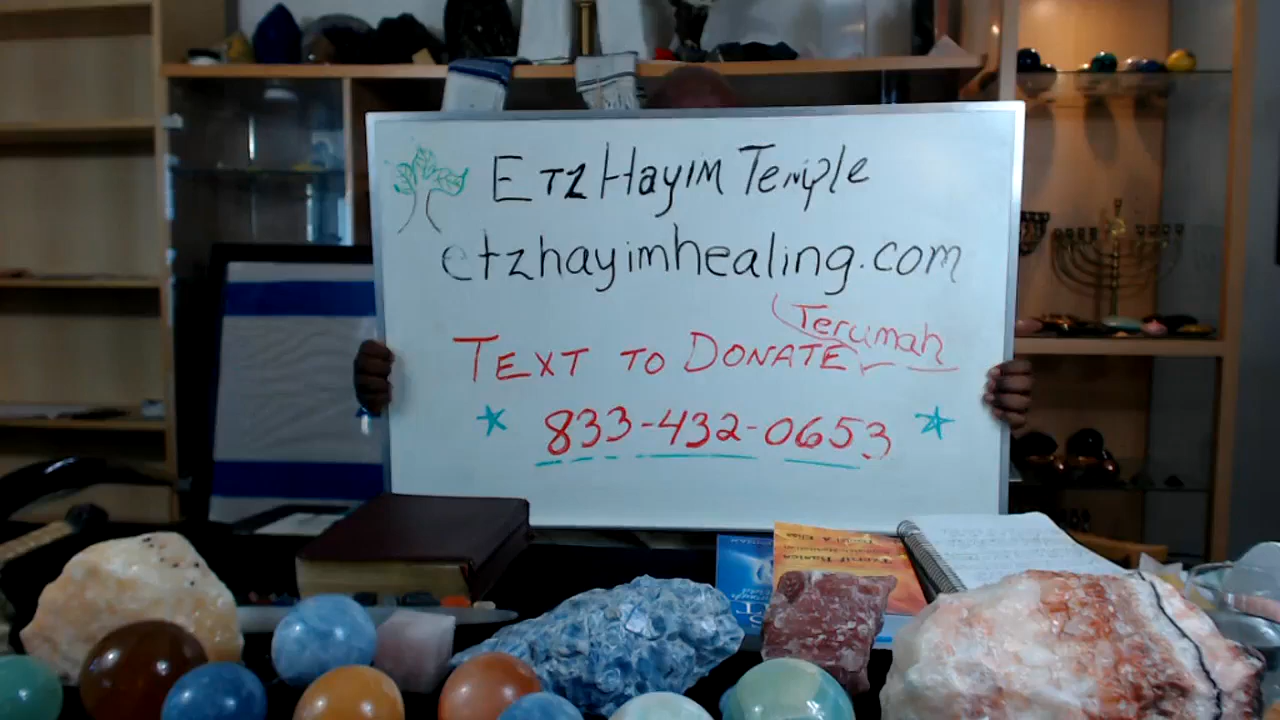 Etz Hayim Temple
etzhayimhealing.com
Terumah
TEXT TO DONATE
833-432-0653